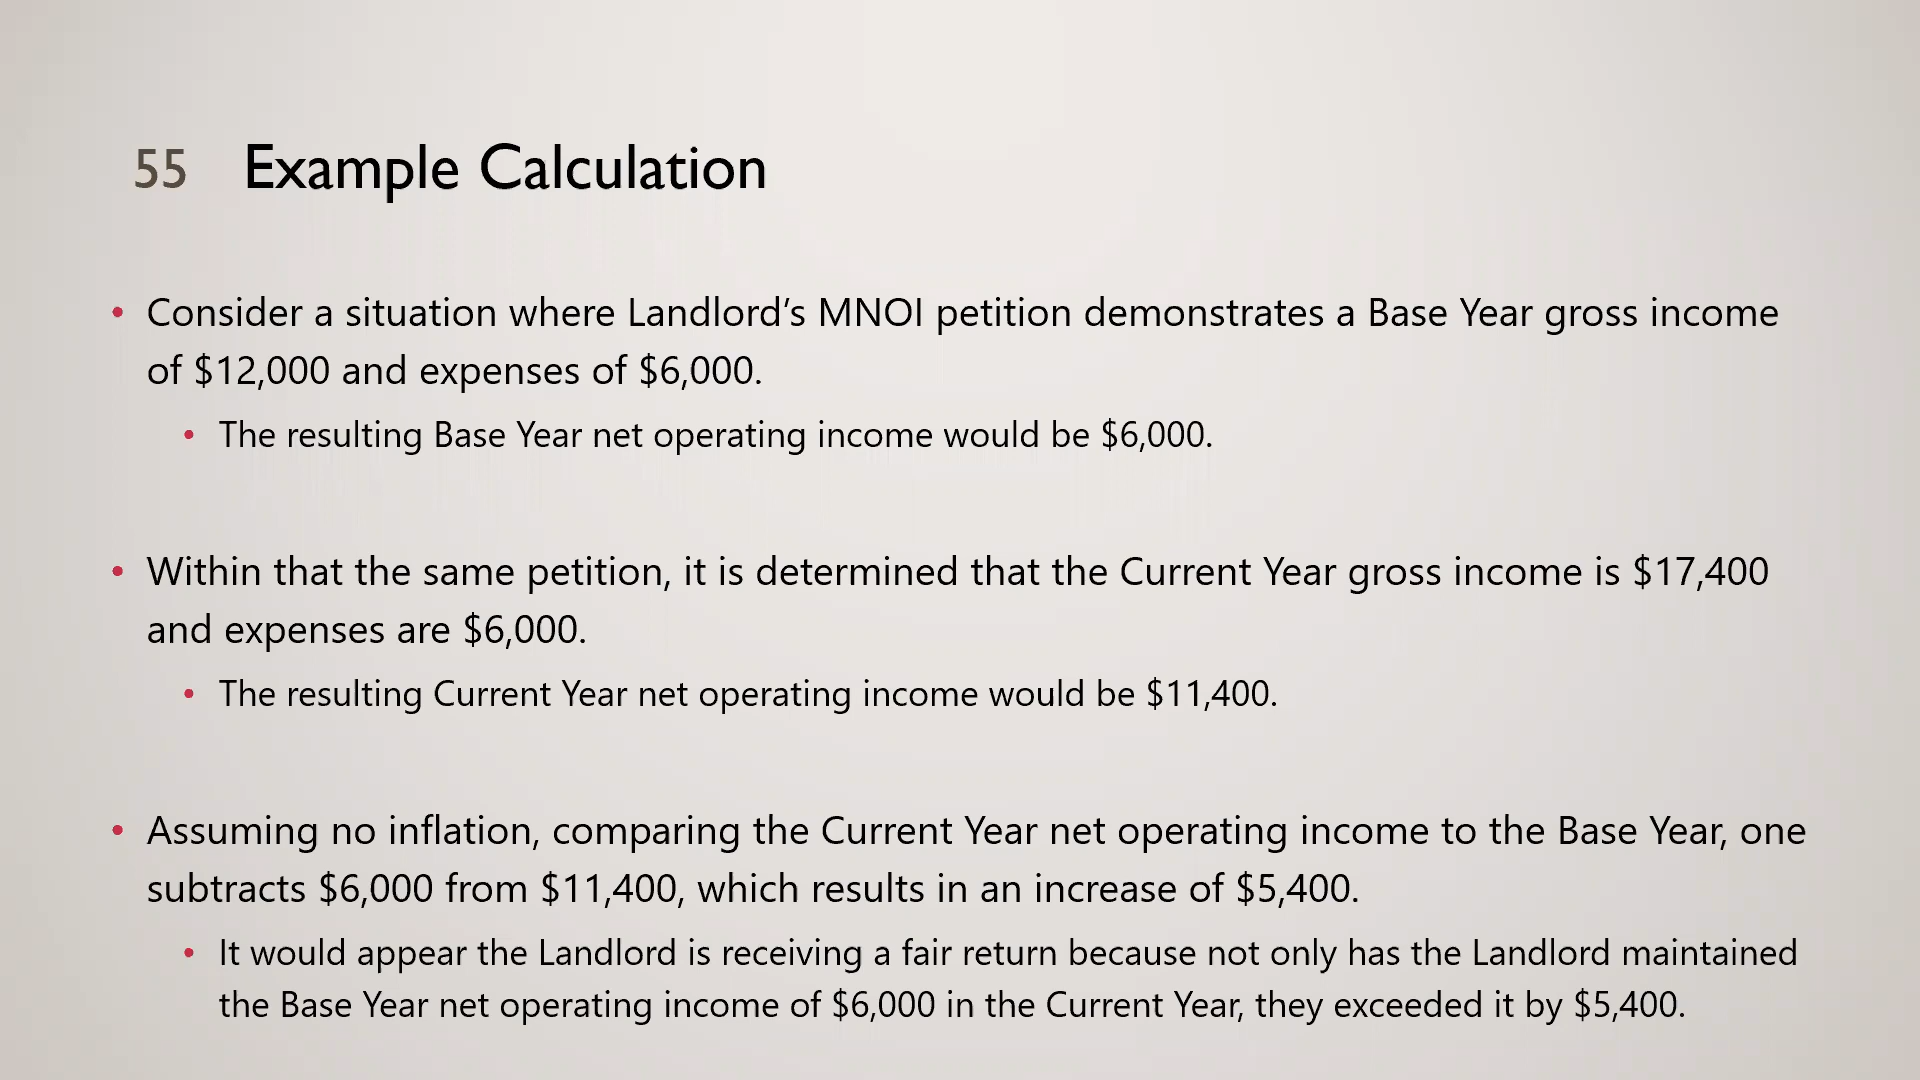 55 Example Calculation
• Consider a situation where Landlord’s MNOI petition demonstrates a Base Year gross income
of $12,000 and expenses of $6,000.
• The resulting Base Year net operating income would be $6,000.
• Within that the same petition, it is determined that the Current Year gross income is $17,400
and expenses are $6,000.
• The resulting Current Year net operating income would be $11,400.
• Assuming no inflation, comparing the Current Year net operating income to the Base Year, one
subtracts $6,000 from $11,400, which results in an increase of $5,400.
• It would appear the Landlord is receiving a fair return because not only has the Landlord maintained
the Base Year net operating income of $6,000 in the Current Year, they exceeded it by $5,400.